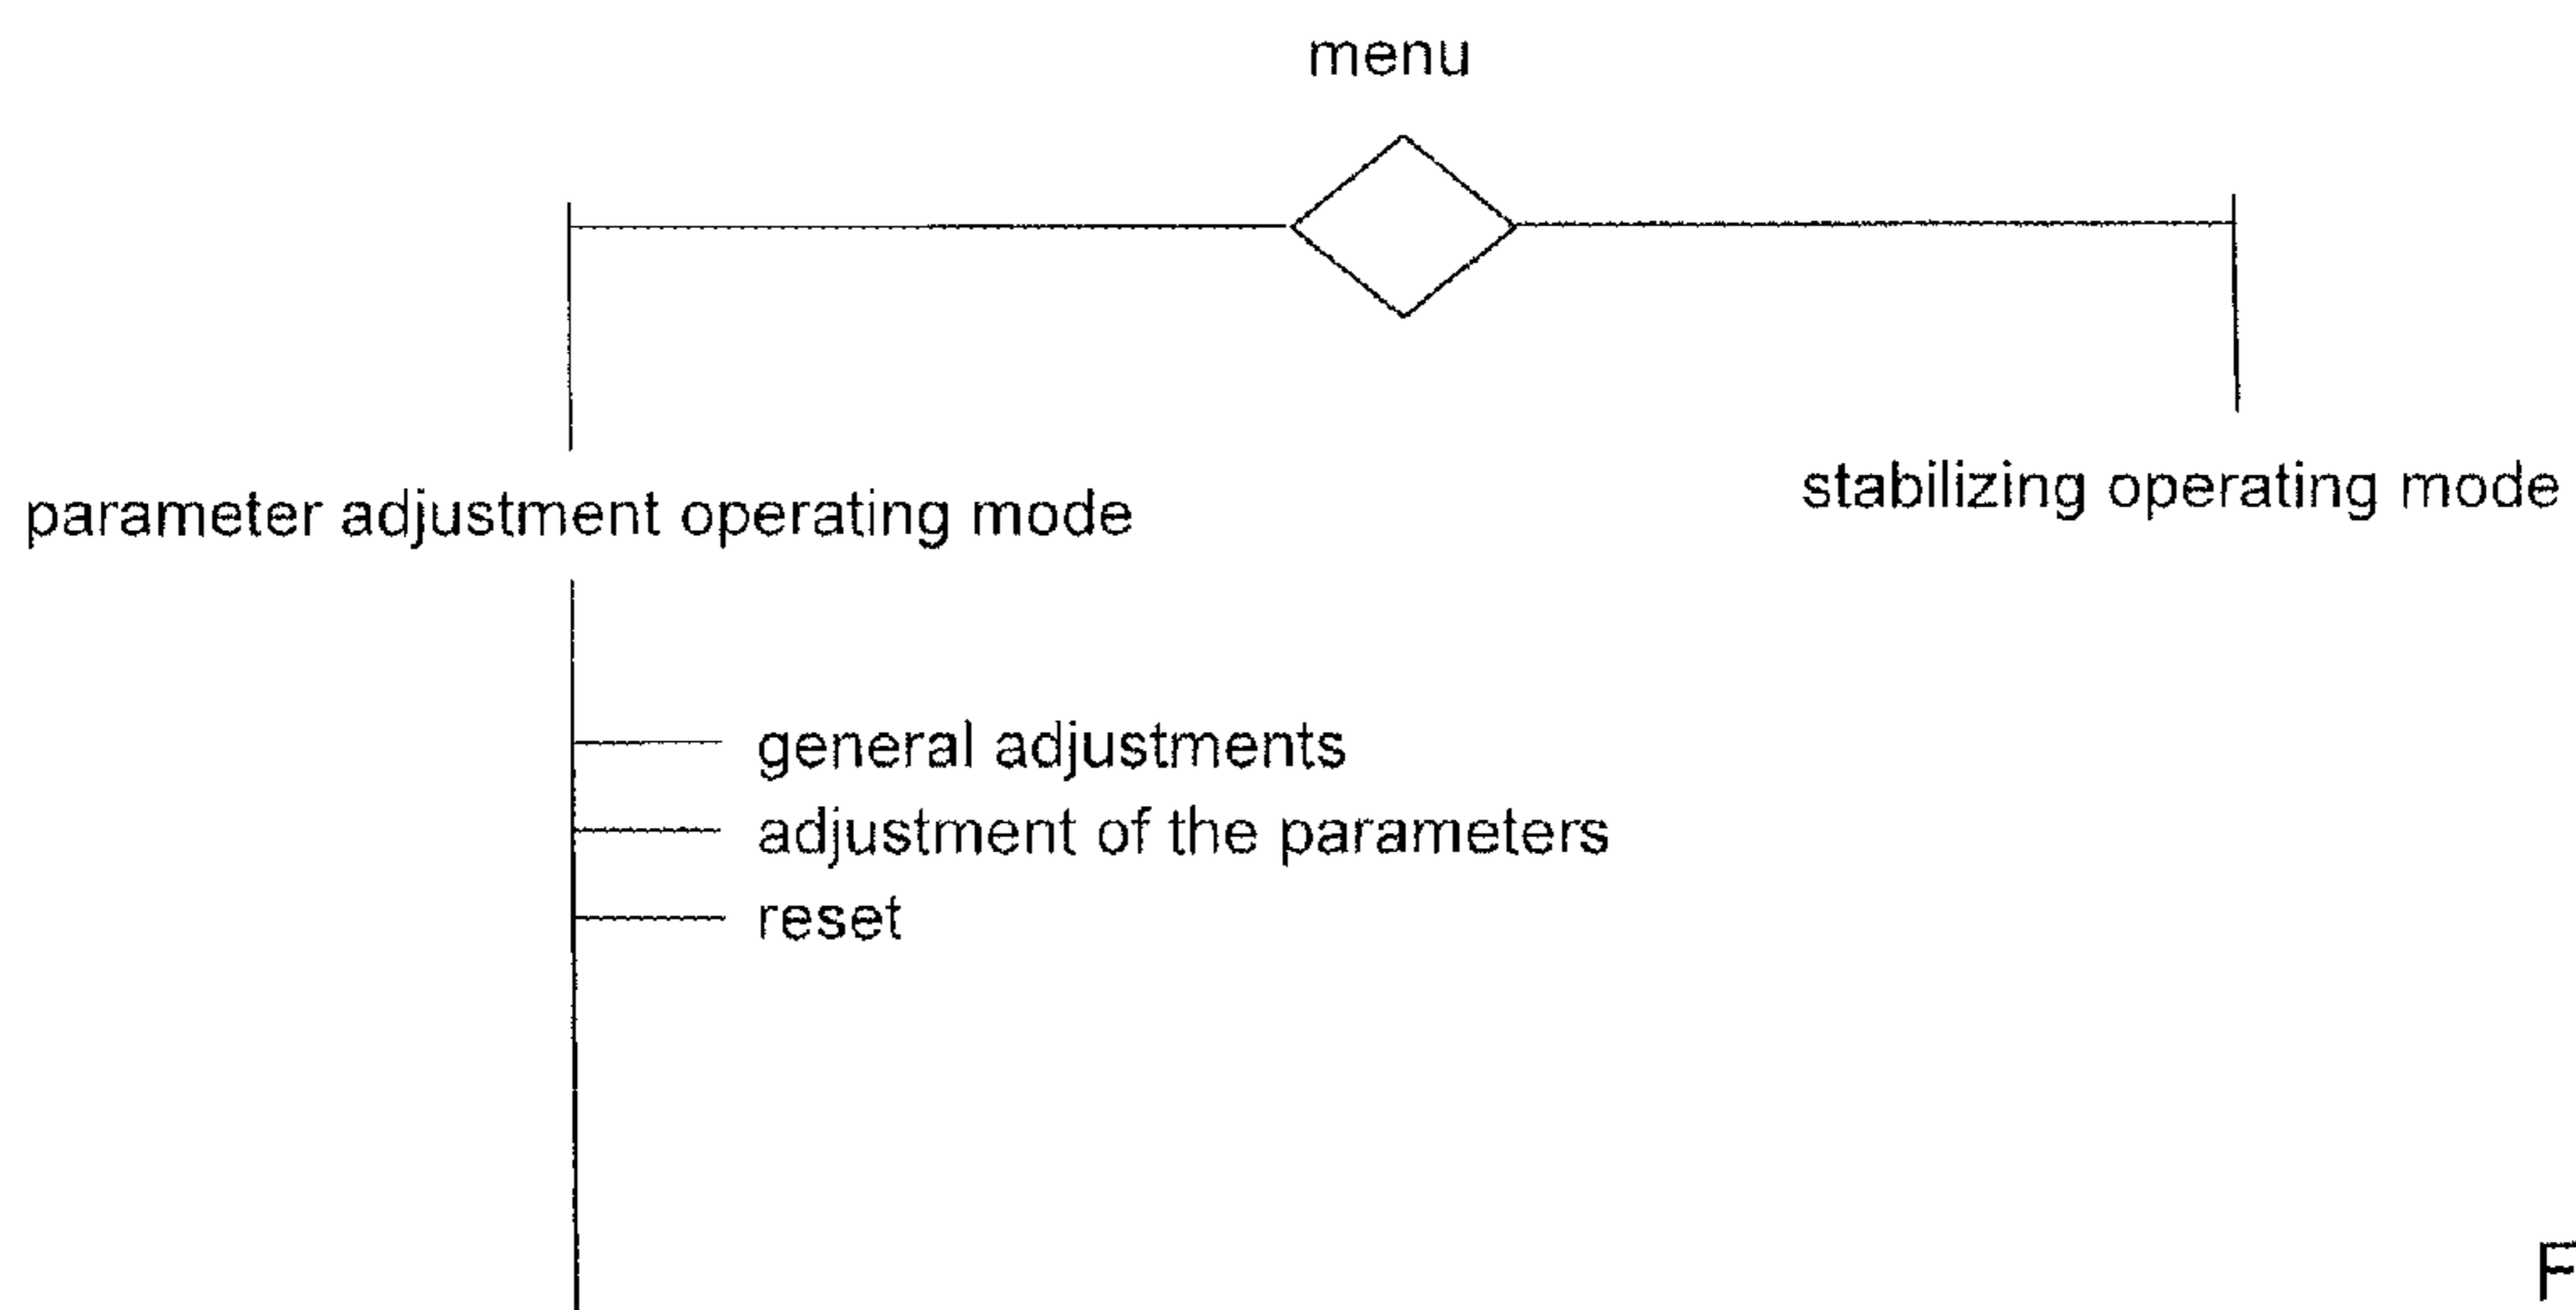 menu
parameter adjustment operating mode
stabilizing operating mode
general adjustments
adjustment of the parameters
reset
F